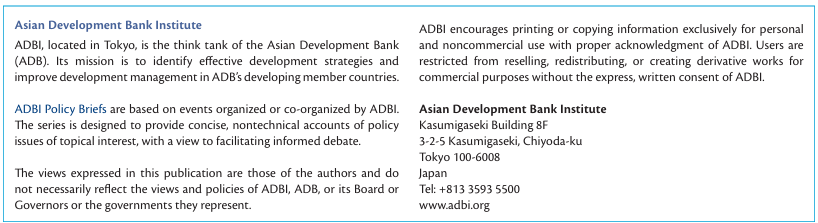 Asian Development Bank Institute
ADBI, located in Tokyo, is the think tank of the Asian Development Bank
(ADB). Its mission is to identify effective development strategies and
improve development management in ADB's developing member countries.
ADBI Policy Briefs are based on events organized or co-organized by ADBI.
The series is designed to provide concise, nontechnical accounts of policy
issues of topical interest, with a view to facilitating informed debate.
The views expressed in this publication are those of the authors and do
not necessarily reflect the views and policies of ADBI, ADB, or its Board or
Governors or the governments they represent.
ADBI encourages printing or copying information exclusively for personal
and noncommercial use with proper acknowledgment of ADBI. Users are
restricted from reselling, redistributing, or creating derivative works for
commercial purposes without the express, written consent of ADBI.
Asian Development Bank Institute
Kasumigaseki Building 8F
3-2-5 Kasumigaseki, Chiyoda-ku
Tokyo 100-6008
Japan
Tel: +813 3593 5500
www.adbi.org